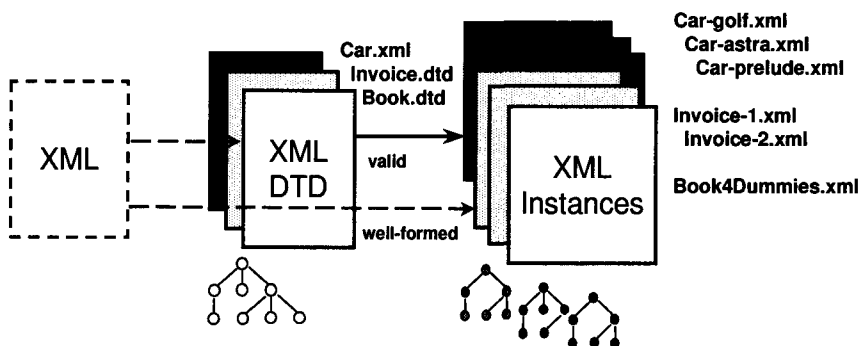 Car.xml
Invoice.dtd
Book.dtd
Car-golf.xml
Car-astra.xml
Car-prelude.xml
Invoice-1.xml
Invoice-2.xml
Book4Dummies.xml
XML
XML
DTD
valid
well-formed
XML
Instances